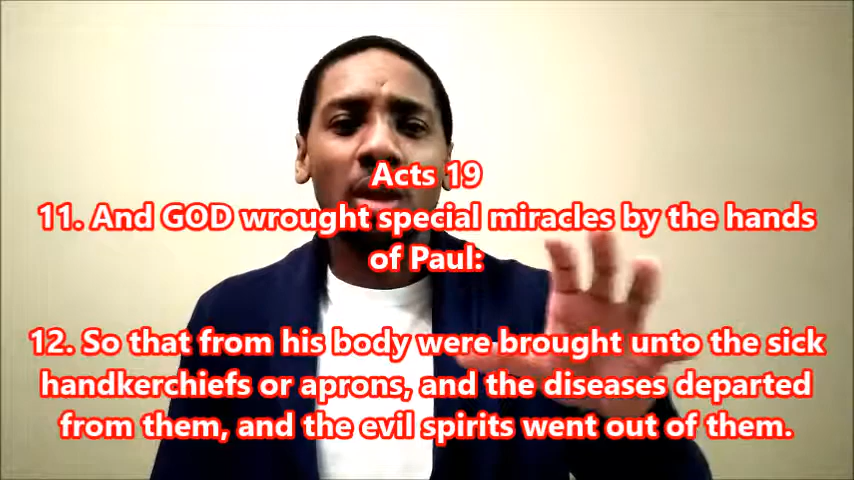 Acts 19
11. And GOD wrought special miracles by the hands
of Paul:
12. So that from his body were brought unto the sick
handkerchiefs or aprons, and the diseases departed
from them, and the evil spirits went out of them.